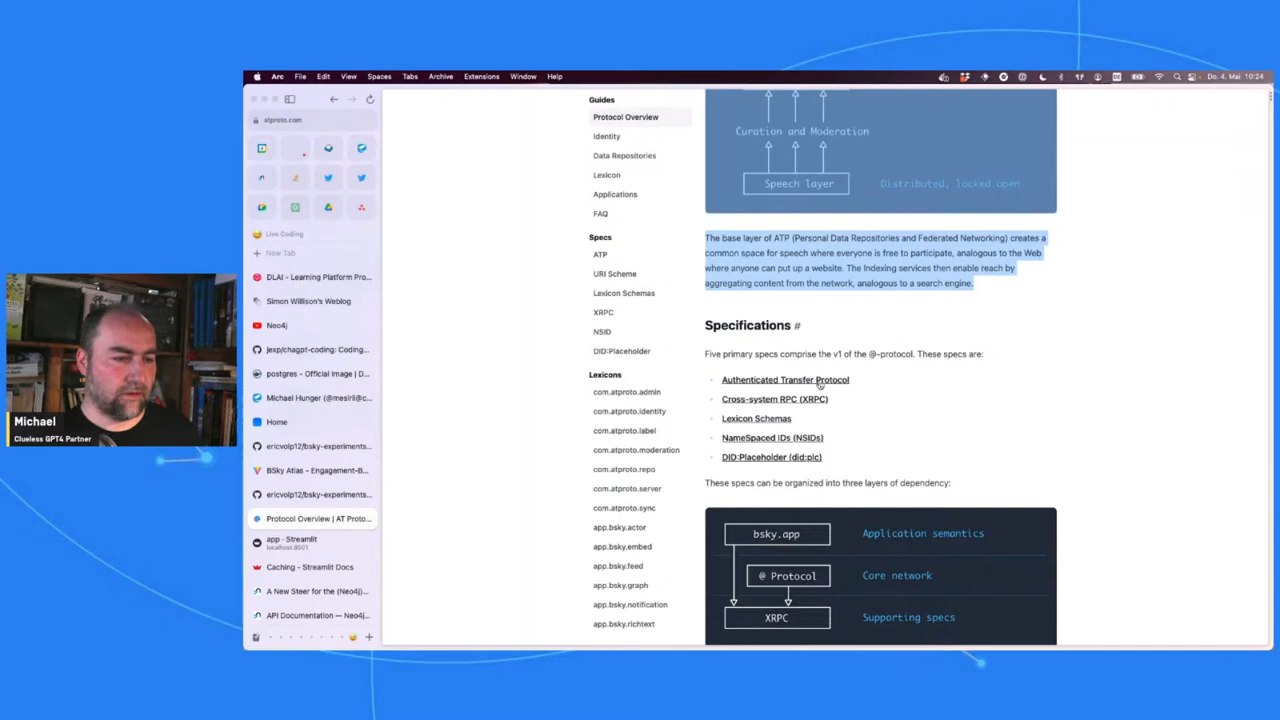 Arc File Edit View Spaces Tabs Archive Extensions Window Help
Do. 4. Mai 10:24
atproto.com
Live Coding
New Tab
DLAI - Learning Platform Pro...
Simon Willison's Weblog
Neo4j
jexp/chagpt-coding: Coding...
postgres - Official Image | D...
Michael Hunger (@mesirii@c...
Home
ericvolp12/bsky-experiments...
BSky Atlas - Engagement-B...
ericvolp12/bsky-experiments...
Protocol Overview | AT Proto...
app · Streamlit
localhost:8501
Caching - Streamlit Docs
A New Steer for the (Neo4j)...
API Documentation — Neo4j...
Guides
Protocol Overview
Identity
Data Repositories
Lexicon
Applications
FAQ
Specs
ATP
URI Scheme
Lexicon Schemas
XRPC
NSID
DID:Placeholder
Lexicons
com.atproto.admin
com.atproto.identity
com.atproto.label
com.atproto.moderation
com.atproto.repo
com.atproto.server
com.atproto.sync
app.bsky.actor
app.bsky.embed
app.bsky.feed
app.bsky.graph
app.bsky.notification
app.bsky.richtext
Curation and Moderation
Speech layer
Distributed, locked open
The base layer of ATP (Personal Data Repositories and Federated Networking) creates a
common space for speech where everyone is free to participate, analogous to the Web
where anyone can put up a website. The Indexing services then enable reach by
aggregating content from the network, analogous to a search engine.
Specifications #
Five primary specs comprise the v1 of the @-protocol. These specs are:
Authenticated Transfer Protocol
Cross-system RPC (XRPC)
Lexicon Schemas
NameSpaced IDs (NSIDs)
DID:Placeholder (did:plc)
These specs can be organized into three layers of dependency:
bsky.app
Application semantics
@ Protocol
Core network
XRPC
Supporting specs
Michael
Clueless GPT4 Partner